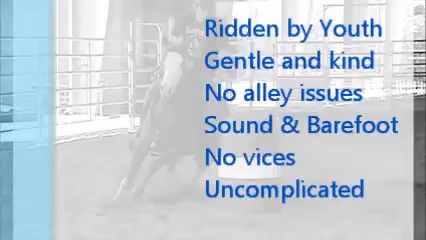 Ridden by Youth
Gentle and kind
No alley issues
Sound & Barefoot
No vices
Uncomplicated